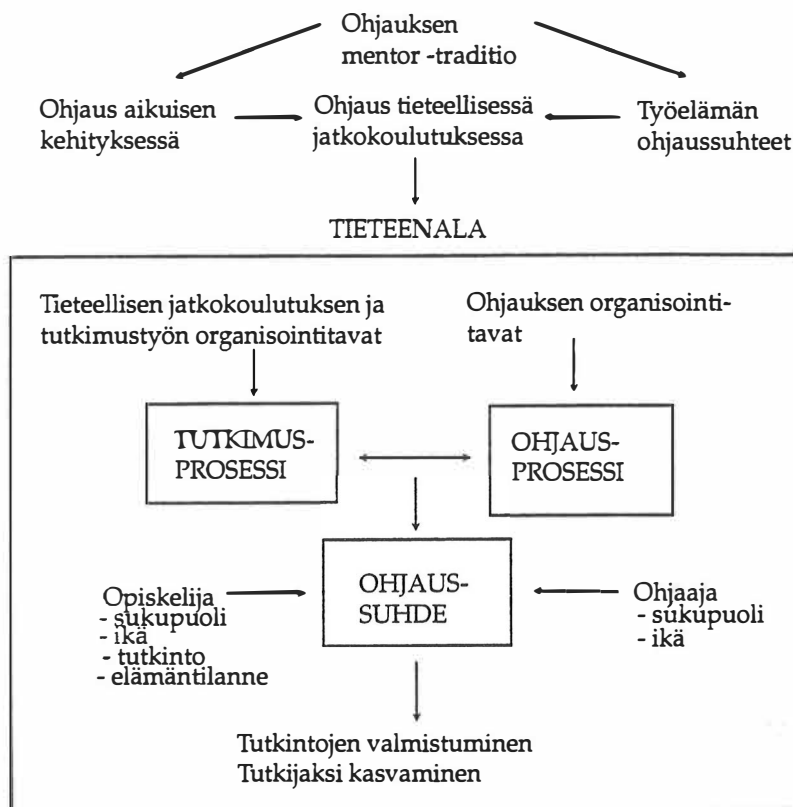 Ohjauksen
mentor -traditio
Ohjaus aikuisen
kehityksessä
Ohjaus tieteellisessä
jatkokoulutuksessa
Työelämän
ohjaussuhteet
TIETEENALA
Tieteellisen jatkokoulutuksen ja
tutkimustyön organisointitavat
Ohjauksen organisointi-
tavat
TUTKIMUS-
PROSESSI
OHJAUS-
PROSESSI
OHJAUS-
SUHDE
Opiskelija
- sukupuoli
- ikä
- tutkinto
- elämäntilanne
Ohjaaja
- sukupuoli
- ikä
Tutkintojen valmistuminen
Tutkijaksi kasvaminen